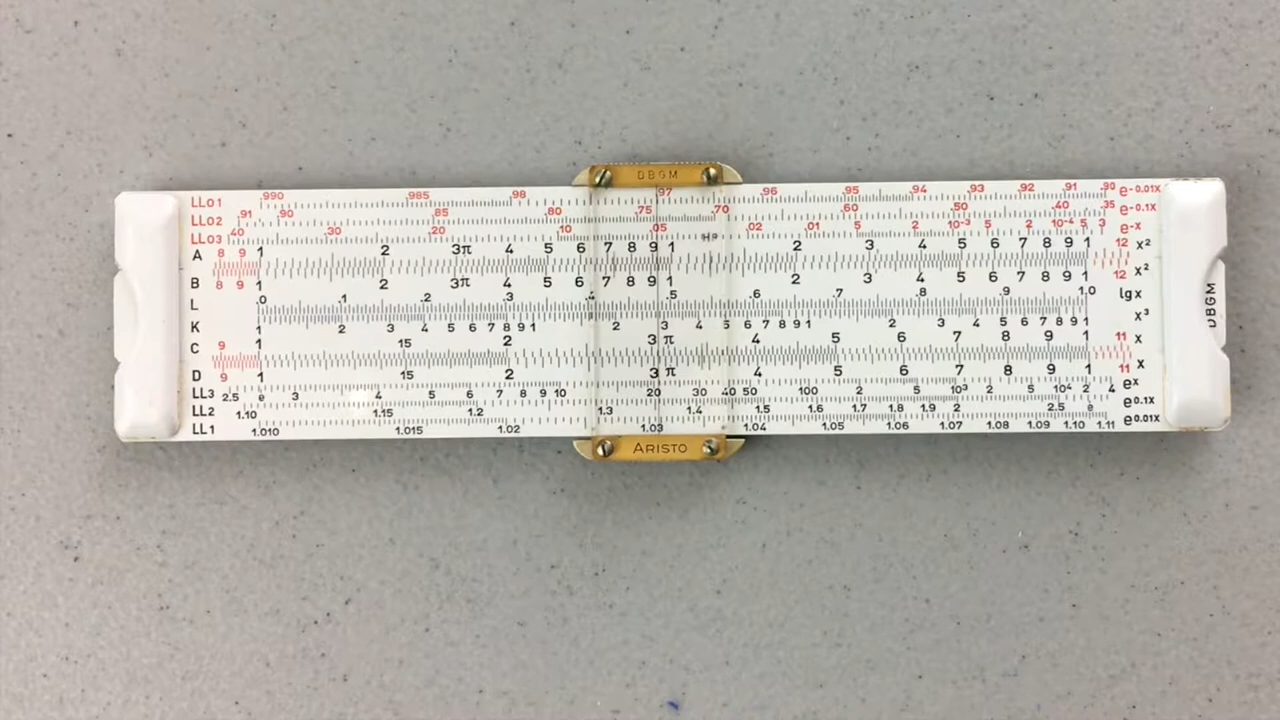 DBGM
LL01 .990 .985 .98 .97 .96 .95 .94 .93 .92 .91 .90 e-0.01x
LL02 .91 .90 .85 .80 .75 .70 .60 .50 .40 .35 e-0.1x
LL03 .40 .30 .20 .10 .05 .02 .01 5 2 10-3 5 2 10-4 5 3 e-x
A 8 9 1 2 3π 4 5 6 7 8 9 1 2 3 4 5 6 7 8 9 1 12 x²
B 8 9 1 2 3π 4 5 6 7 8 9 1 2 3 4 5 6 7 8 9 1 12 x²
L .0 .1 .2 .3 .4 .5 .6 .7 .8 .9 1.0 lg x
K 1 2 3 4 5 6 7 8 9 1 2 3 4 5 6 7 8 9 1 2 3 4 5 6 7 8 9 1 x³
C 9 1 15 2 3 π 4 5 6 7 8 9 1 11 x
D 9 1 15 2 3 π 4 5 6 7 8 9 1 11 x
LL3 2.5 e 3 4 5 6 7 8 9 10 20 30 40 50 100 2 5 10³ 2 5 10⁴ 2 4 ex
LL2 1.10 1.15 1.2 1.3 1.4 1.5 1.6 1.7 1.8 1.9 2 2.5 e e0.1x
LL1 1.010 1.015 1.02 1.03 1.04 1.05 1.06 1.07 1.08 1.09 1.10 1.11 e0.01x
DBGM
ARISTO